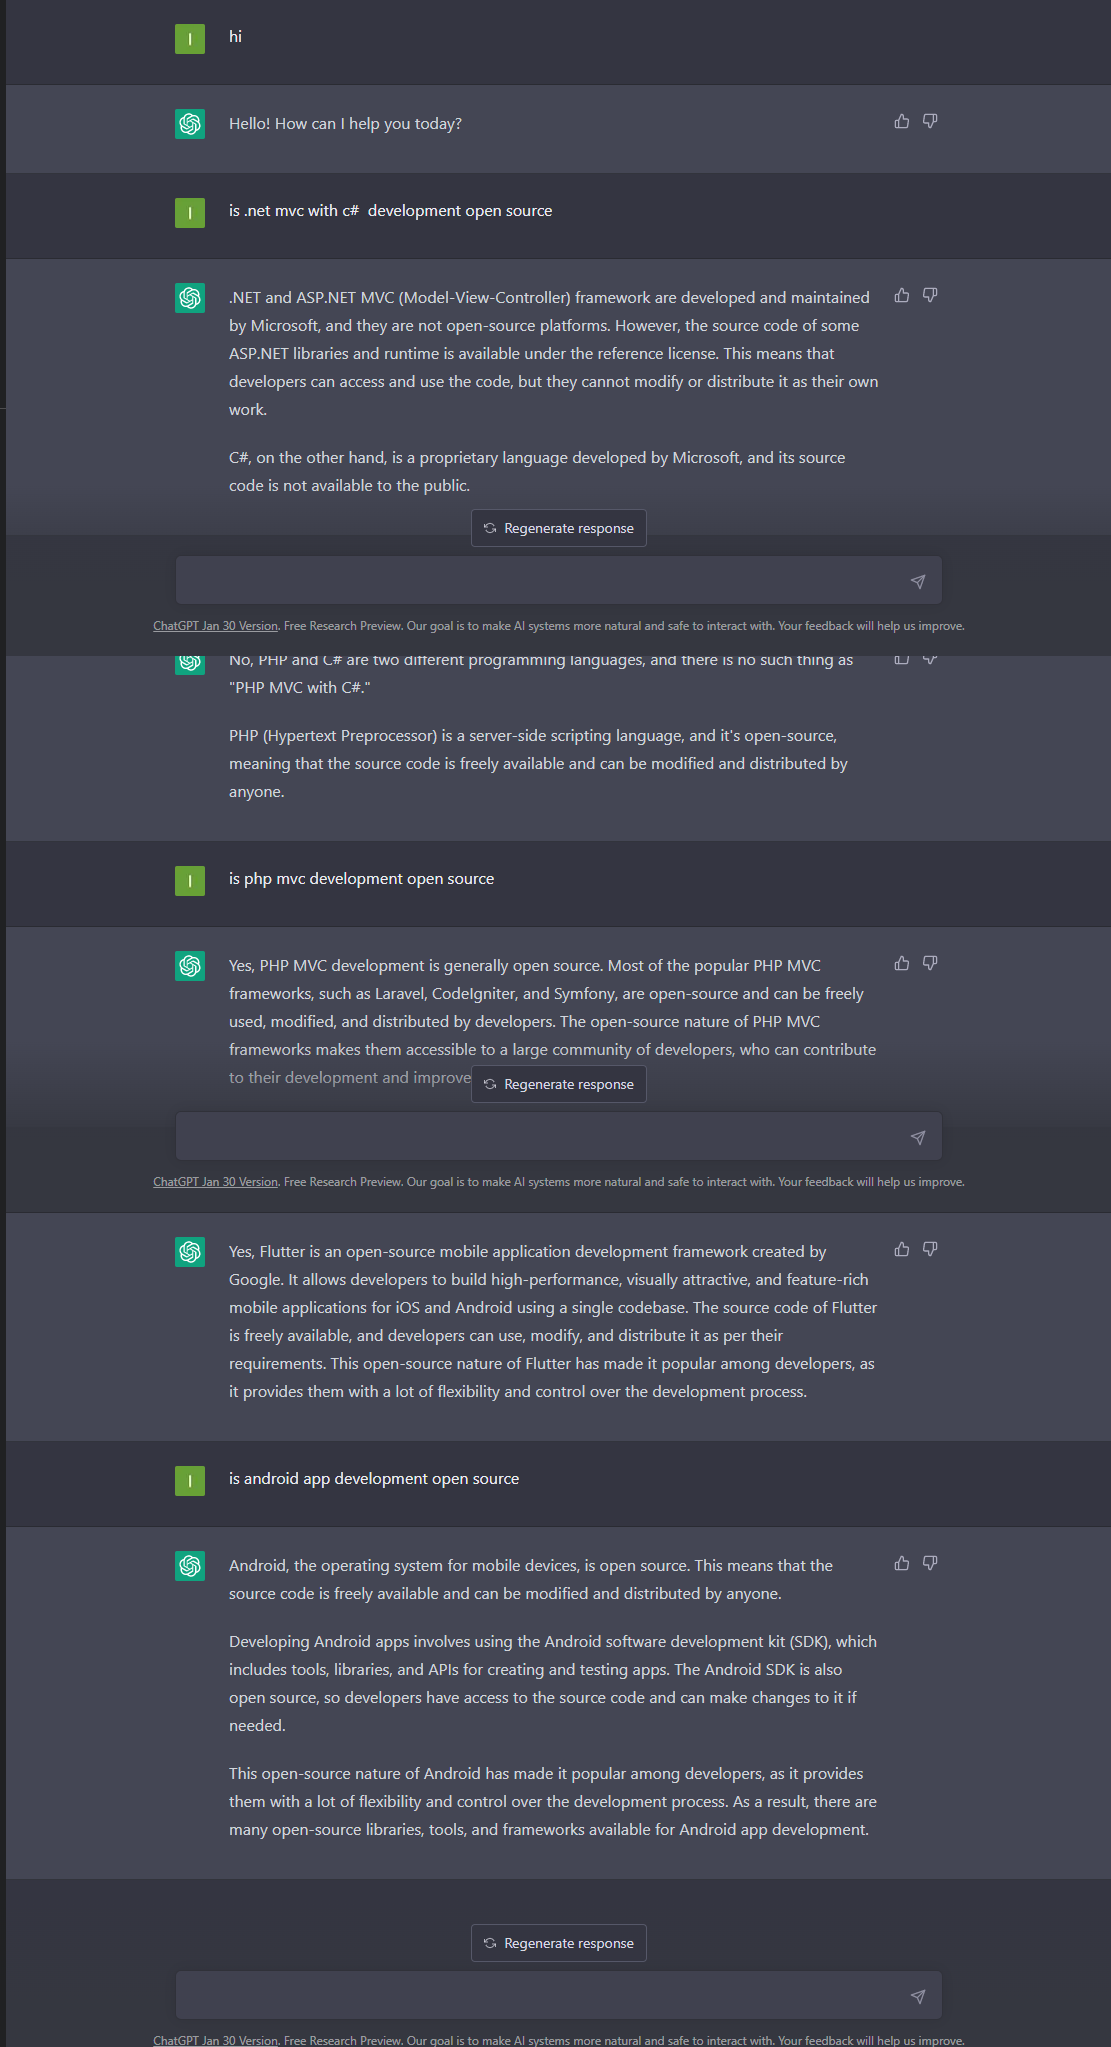 hi
Hello! How can I help you today?
is .net mvc with c#  development open source
.NET and ASP.NET MVC (Model-View-Controller) framework are developed and maintained
by Microsoft, and they are not open-source platforms. However, the source code of some
ASP.NET libraries and runtime is available under the reference license. This means that
developers can access and use the code, but they cannot modify or distribute it as their own
work.
C#, on the other hand, is a proprietary language developed by Microsoft, and its source
code is not available to the public.
Regenerate response
ChatGPT Jan 30 Version. Free Research Preview. Our goal is to make AI systems more natural and safe to interact with. Your feedback will help us improve.
No, PHP and C# are two different programming languages, and there is no such thing as
"PHP MVC with C#."
PHP (Hypertext Preprocessor) is a server-side scripting language, and it's open-source,
meaning that the source code is freely available and can be modified and distributed by
anyone.
is php mvc development open source
Yes, PHP MVC development is generally open source. Most of the popular PHP MVC
frameworks, such as Laravel, CodeIgniter, and Symfony, are open-source and can be freely
used, modified, and distributed by developers. The open-source nature of PHP MVC
frameworks makes them accessible to a large community of developers, who can contribute
to their development and improve
Regenerate response
ChatGPT Jan 30 Version. Free Research Preview. Our goal is to make AI systems more natural and safe to interact with. Your feedback will help us improve.
Yes, Flutter is an open-source mobile application development framework created by
Google. It allows developers to build high-performance, visually attractive, and feature-rich
mobile applications for iOS and Android using a single codebase. The source code of Flutter
is freely available, and developers can use, modify, and distribute it as per their
requirements. This open-source nature of Flutter has made it popular among developers, as
it provides them with a lot of flexibility and control over the development process.
is android app development open source
Android, the operating system for mobile devices, is open source. This means that the
source code is freely available and can be modified and distributed by anyone.
Developing Android apps involves using the Android software development kit (SDK), which
includes tools, libraries, and APIs for creating and testing apps. The Android SDK is also
open source, so developers have access to the source code and can make changes to it if
needed.
This open-source nature of Android has made it popular among developers, as it provides
them with a lot of flexibility and control over the development process. As a result, there are
many open-source libraries, tools, and frameworks available for Android app development.
Regenerate response
ChatGPT Jan 30 Version. Free Research Preview. Our goal is to make AI systems more natural and safe to interact with. Your feedback will help us improve.